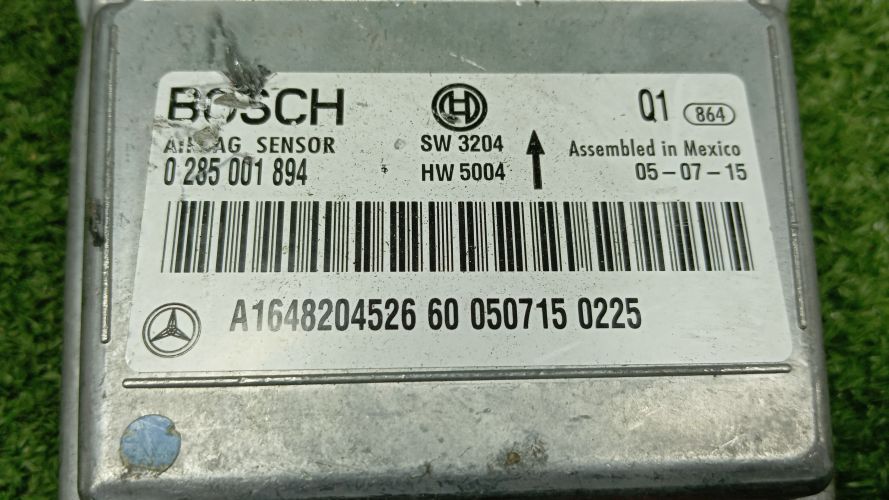 BOSCH
AIRBAG SENSOR
0 285 001 894
SW 3204
HW 5004
Q1 864
Assembled in Mexico
05-07-15
A1648204526 60 050715 0225